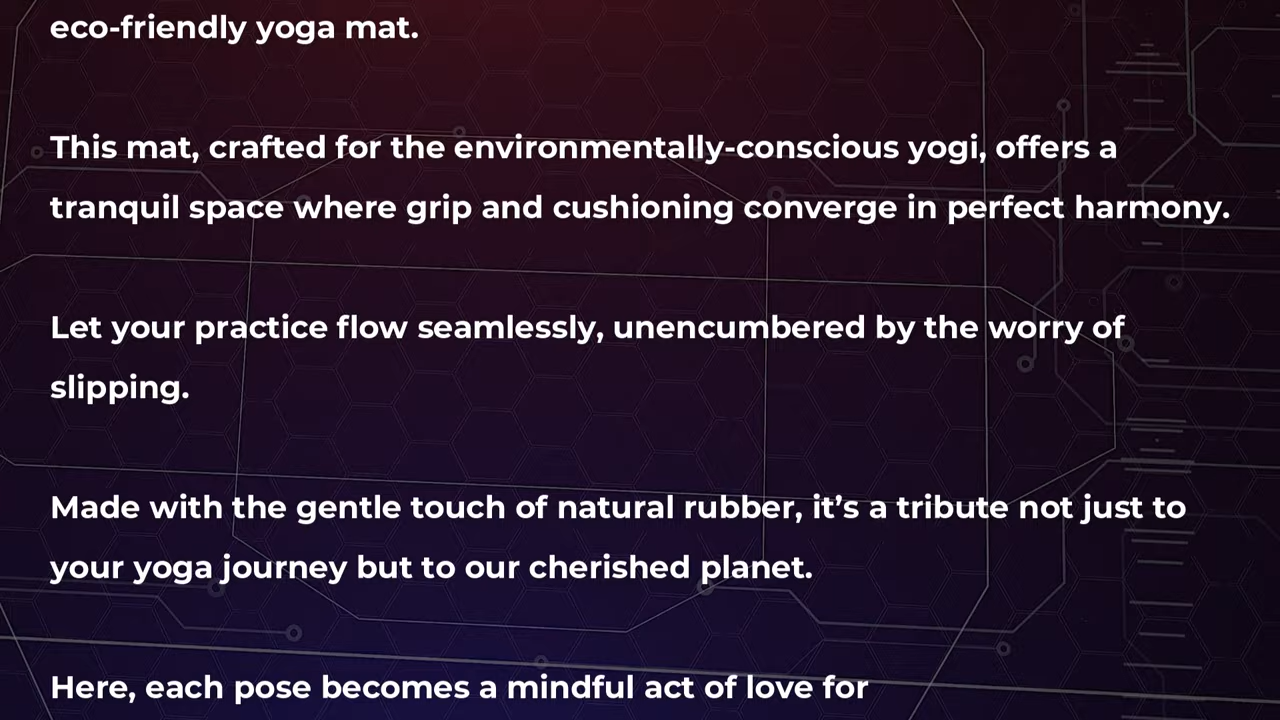 eco-friendly yoga mat.
This mat, crafted for the environmentally-conscious yogi, offers a
tranquil space where grip and cushioning converge in perfect harmony.
Let your practice flow seamlessly, unencumbered by the worry of
slipping.
Made with the gentle touch of natural rubber, it’s a tribute not just to
your yoga journey but to our cherished planet.
Here, each pose becomes a mindful act of love for